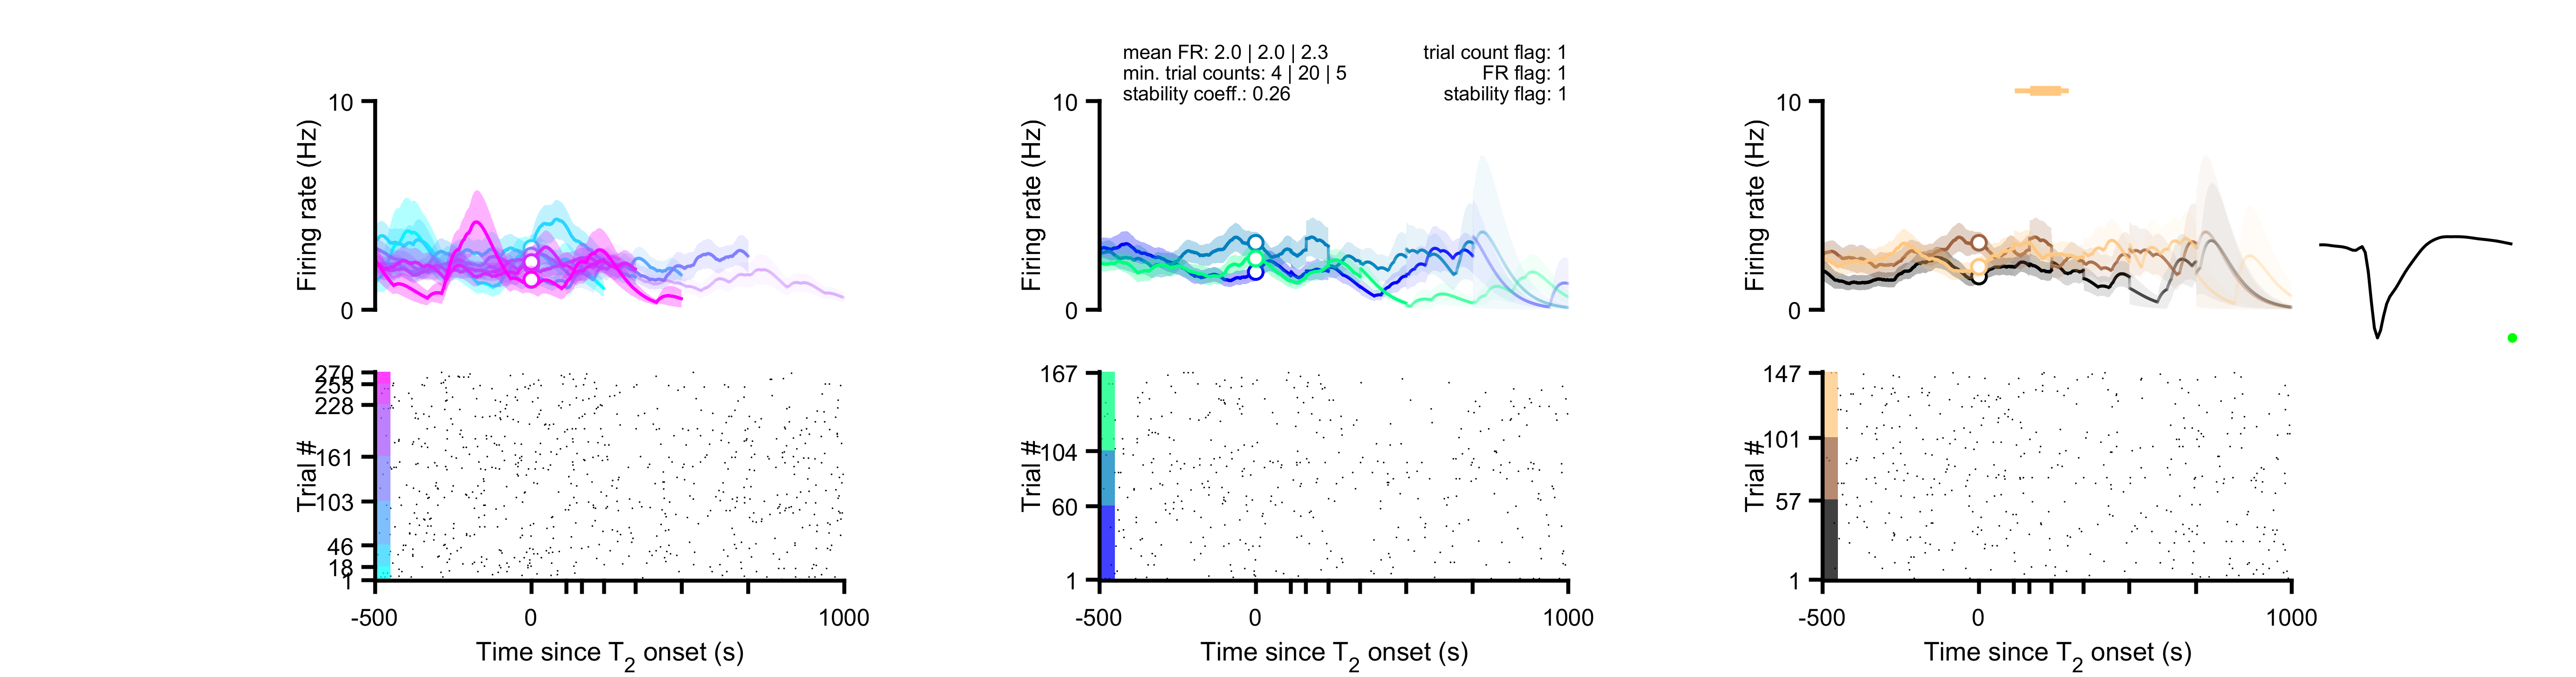 mean FR: 2.0 | 2.0 | 2.3
min. trial counts: 4 | 20 | 5
stability coeff.: 0.26
trial count flag: 1
FR flag: 1
stability flag: 1
10
0
Firing rate (Hz)
10
0
Firing rate (Hz)
10
0
Firing rate (Hz)
270
255
228
161
103
46
18
1
Trial #
-500
0
1000
Time since T2 onset (s)
167
104
60
1
Trial #
-500
0
1000
Time since T2 onset (s)
147
101
57
1
Trial #
-500
0
1000
Time since T2 onset (s)